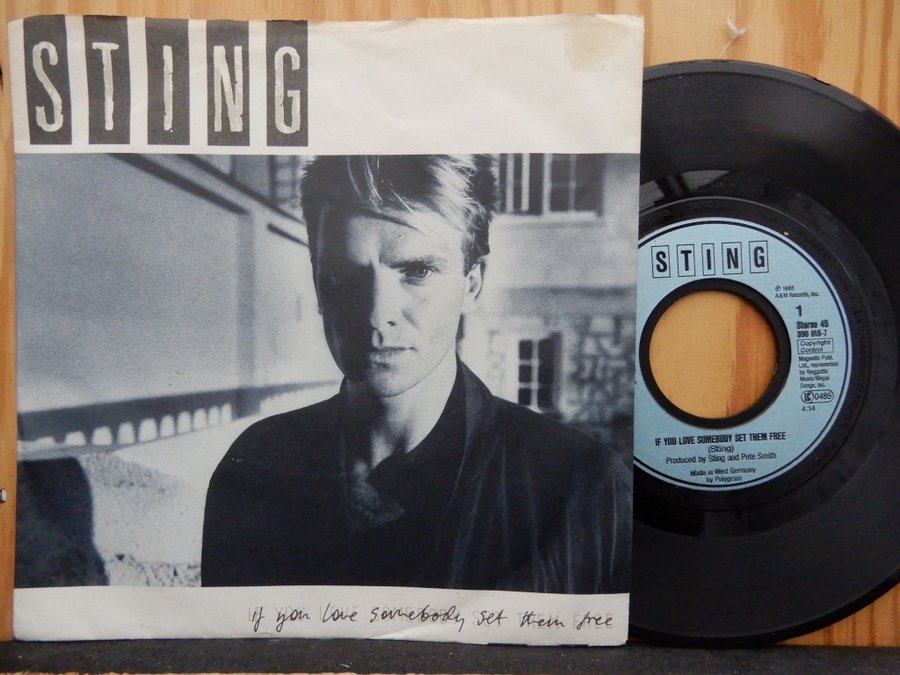 STING
if you love somebody set them free
STING
℗ 1985
A&M Records, Inc.
1
Stereo 45
390 018-7
Copyright
Control
Magnetic Publ.
Ltd., represented
by Reggatta
Music/Illegal
Songs, Inc.
LC 0485
4:14
IF YOU LOVE SOMEBODY SET THEM FREE
(Sting)
Produced by Sting and Pete Smith
Made in West Germany
by Polygram